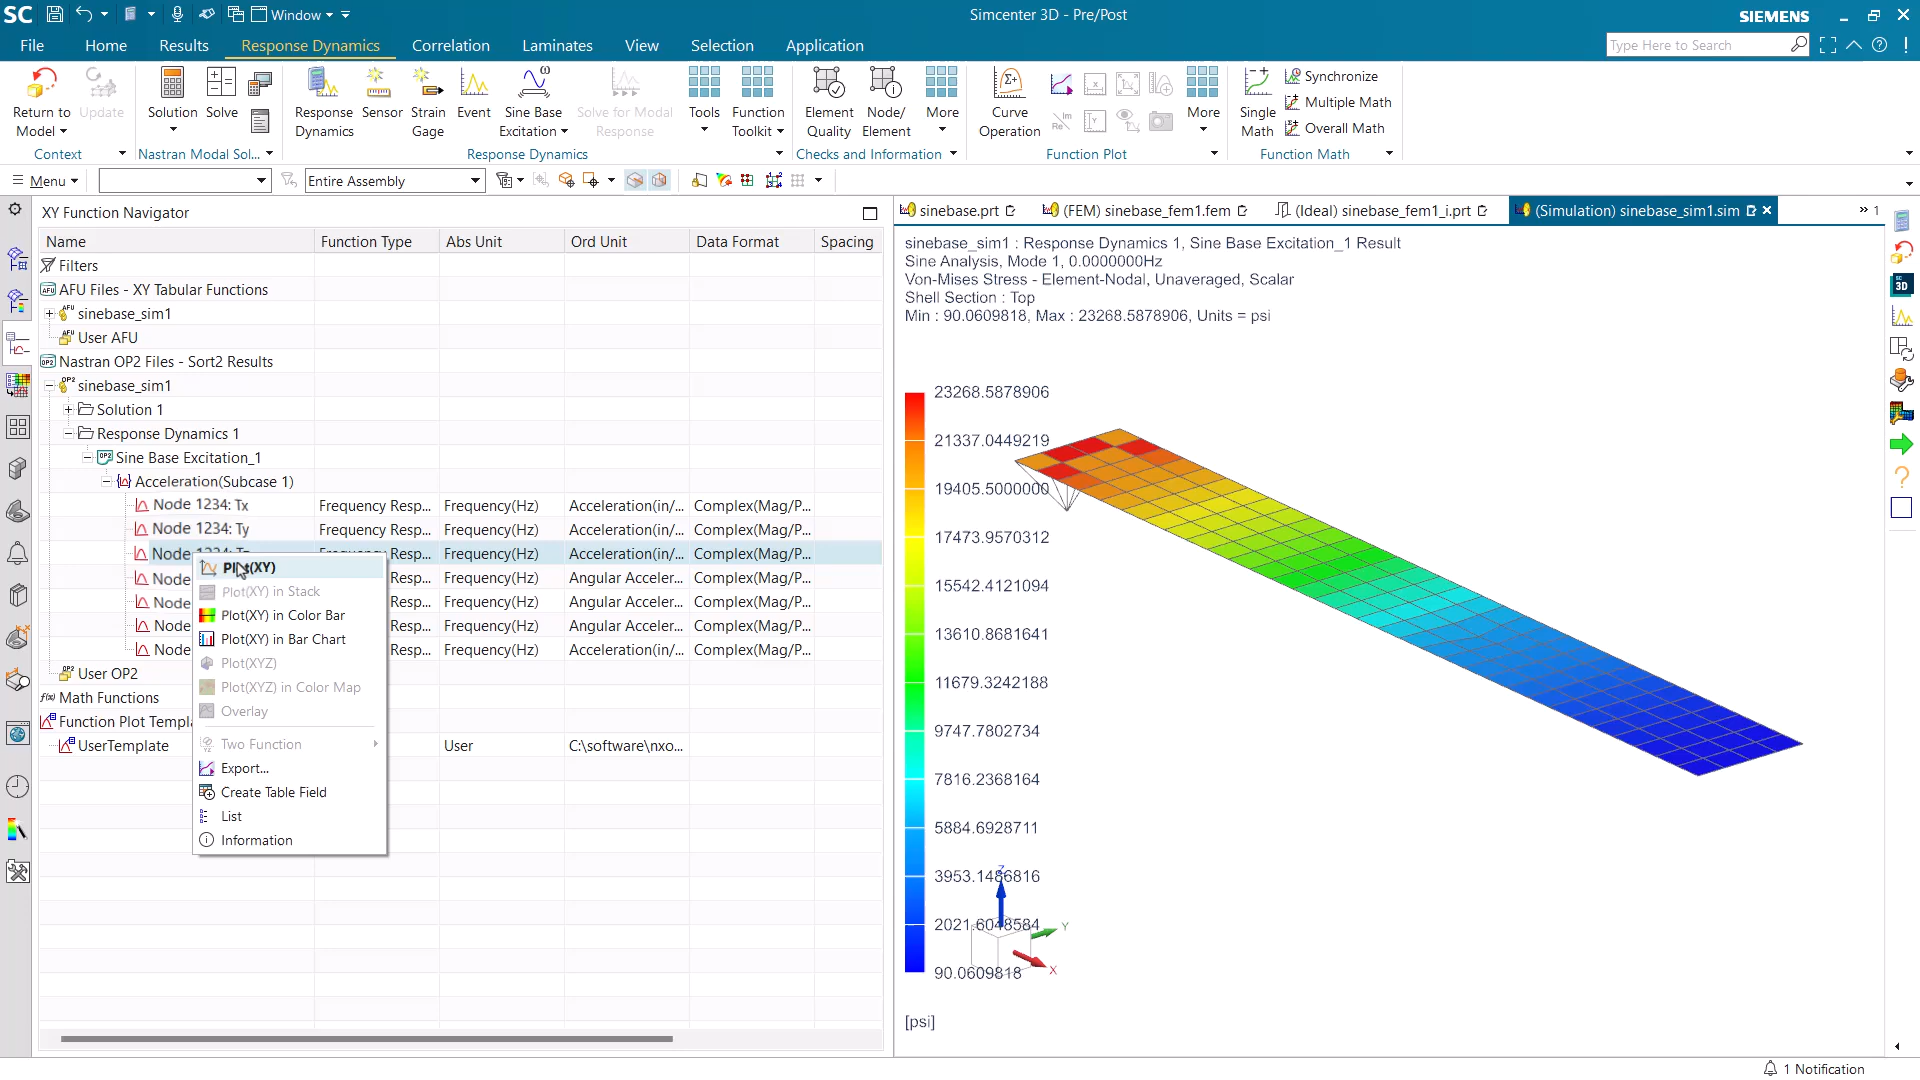 SC Window Simcenter 3D - Pre/Post SIEMENS
File Home Results Response Dynamics Correlation Laminates View Selection Application Type Here to Search
Return to Model Update Solution Solve Response Dynamics Sensor Strain Gage Event Sine Base Excitation Solve for Modal Response Tools Function Toolkit Element Quality Node/ Element More Curve Operation More Single Math Synchronize
Multiple Math
Overall Math
Context Nastran Modal Sol... Response Dynamics Checks and Information Function Plot Function Math
Menu Entire Assembly
XY Function Navigator
sinebase.prt (FEM) sinebase_fem1.fem (Ideal) sinebase_fem1_i.prt (Simulation) sinebase_sim1.sim 1
Name Function Type Abs Unit Ord Unit Data Format Spacing
Filters
AFU Files - XY Tabular Functions
sinebase_sim1
User AFU
Nastran OP2 Files - Sort2 Results
sinebase_sim1
Solution 1
Response Dynamics 1
Sine Base Excitation_1
Acceleration(Subcase 1)
Node 1234: Tx Frequency Resp... Frequency(Hz) Acceleration(in/... Complex(Mag/P...
Node 1234: Ty Frequency Resp... Frequency(Hz) Acceleration(in/... Complex(Mag/P...
Node Resp... Frequency(Hz) Acceleration(in/... Complex(Mag/P...
Node Resp... Frequency(Hz) Angular Acceler... Complex(Mag/P...
Node Resp... Frequency(Hz) Angular Acceler... Complex(Mag/P...
Node Resp... Frequency(Hz) Angular Acceler... Complex(Mag/P...
Node Resp... Frequency(Hz) Acceleration(in/... Complex(Mag/P...
User OP2
Math Functions
Function Plot Templa
UserTemplate User C:\software\nxo...
Plot(XY)
Plot(XY) in Stack
Plot(XY) in Color Bar
Plot(XY) in Bar Chart
Plot(XYZ)
Plot(XYZ) in Color Map
Overlay
Two Function
Export...
Create Table Field
List
Information
sinebase_sim1 : Response Dynamics 1, Sine Base Excitation_1 Result
Sine Analysis, Mode 1, 0.0000000Hz
Von-Mises Stress - Element-Nodal, Unaveraged, Scalar
Shell Section : Top
Min : 90.0609818, Max : 23268.5878906, Units = psi
23268.5878906
21337.0449219
19405.5000000
17473.9570312
15542.4121094
13610.8681641
11679.3242188
9747.7802734
7816.2368164
5884.6928711
3953.1486816
2021.6048584
90.0609818
[psi]
Z
Y
X
1 Notification